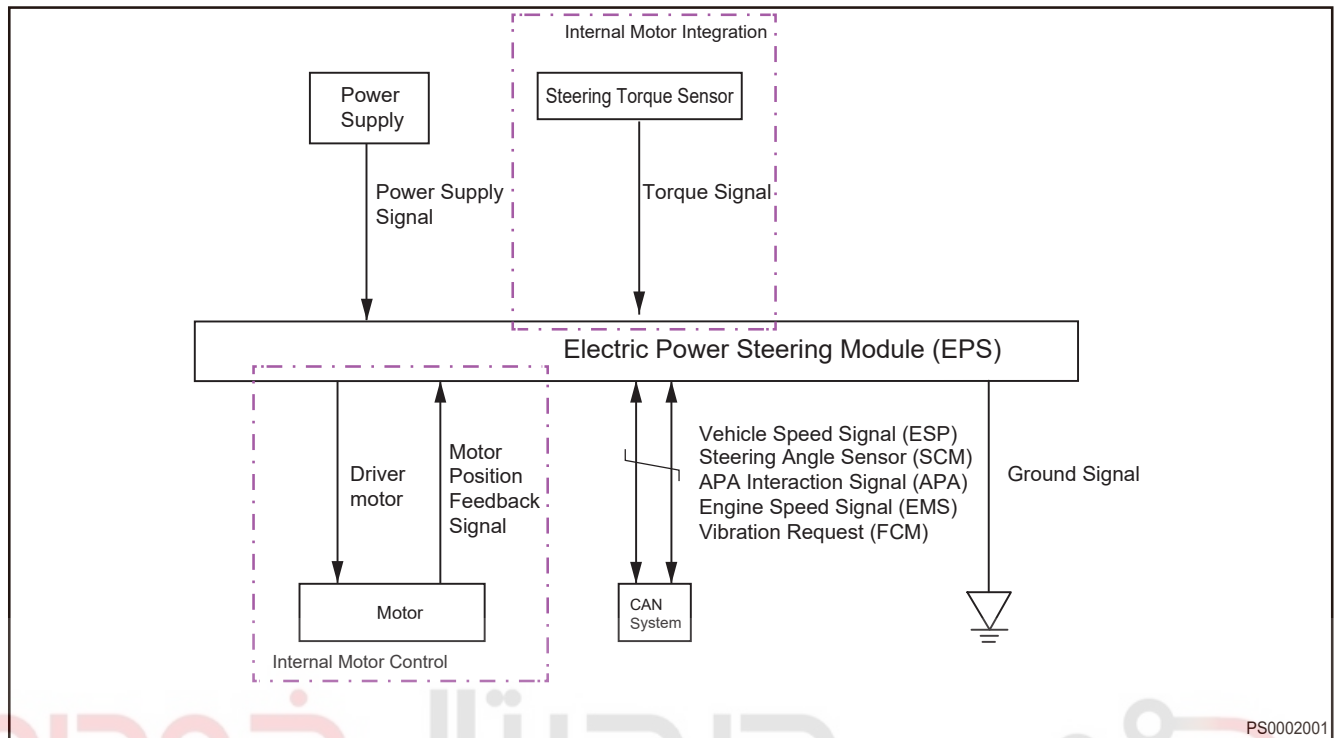 Internal Motor Integration
Power
Supply
Steering Torque Sensor
Power Supply
Signal
Torque Signal
Electric Power Steering Module (EPS)
Driver
motor
Motor
Position
Feedback
Signal
Vehicle Speed Signal (ESP)
Steering Angle Sensor (SCM)
APA Interaction Signal (APA)
Engine Speed Signal (EMS)
Vibration Request (FCM)
Ground Signal
Motor
CAN
System
Internal Motor Control
PS0002001